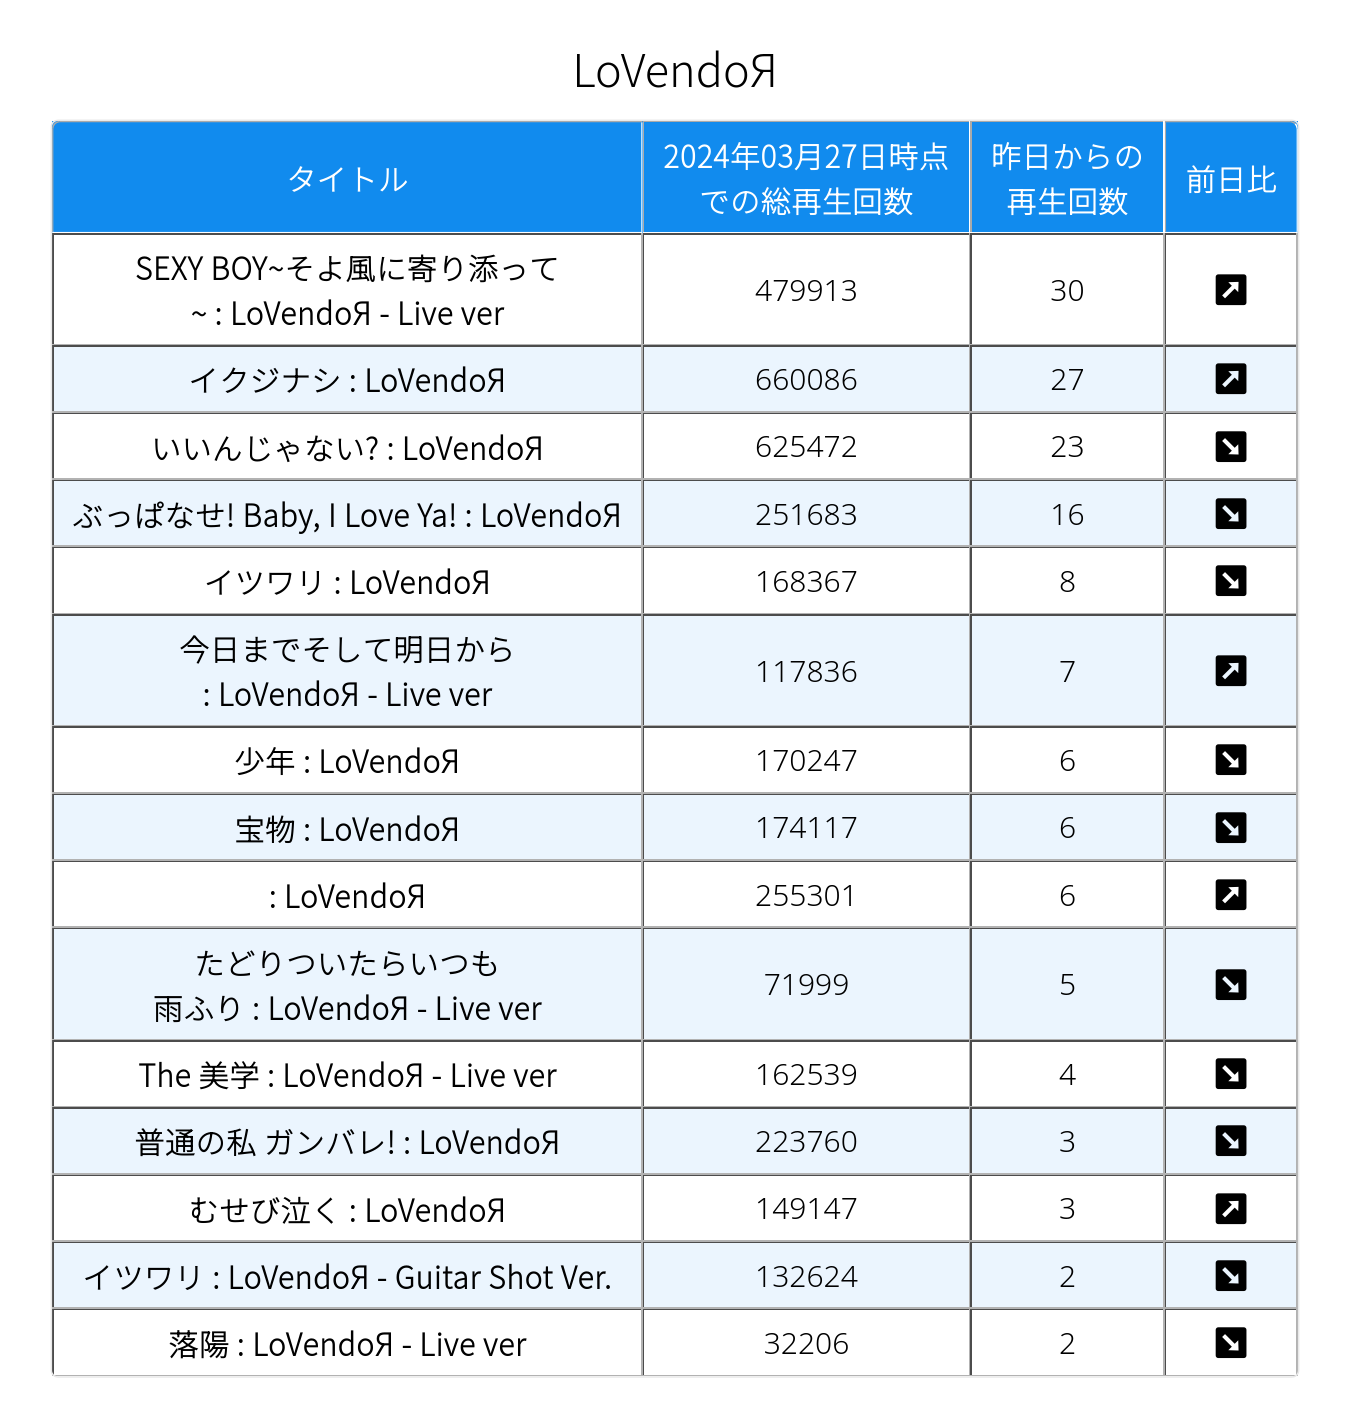 LoVendoЯ
タイトル
2024年03月27日時点
での総再生回数
昨日からの
再生回数
前日比
SEXY BOY~そよ風に寄り添って
~ : LoVendoЯ - Live ver
479913
30
イクジナシ : LoVendoЯ
660086
27
いいんじゃない? : LoVendoЯ
625472
23
ぶっぱなせ! Baby, I Love Ya! : LoVendoЯ
251683
16
イツワリ : LoVendoЯ
168367
8
今日までそして明日から
: LoVendoЯ - Live ver
117836
7
少年 : LoVendoЯ
170247
6
宝物 : LoVendoЯ
174117
6
: LoVendoЯ
255301
6
たどりついたらいつも
雨ふり : LoVendoЯ - Live ver
71999
5
The 美学 : LoVendoЯ - Live ver
162539
4
普通の私 ガンバレ! : LoVendoЯ
223760
3
むせび泣く : LoVendoЯ
149147
3
イツワリ : LoVendoЯ - Guitar Shot Ver.
132624
2
落陽 : LoVendoЯ - Live ver
32206
2